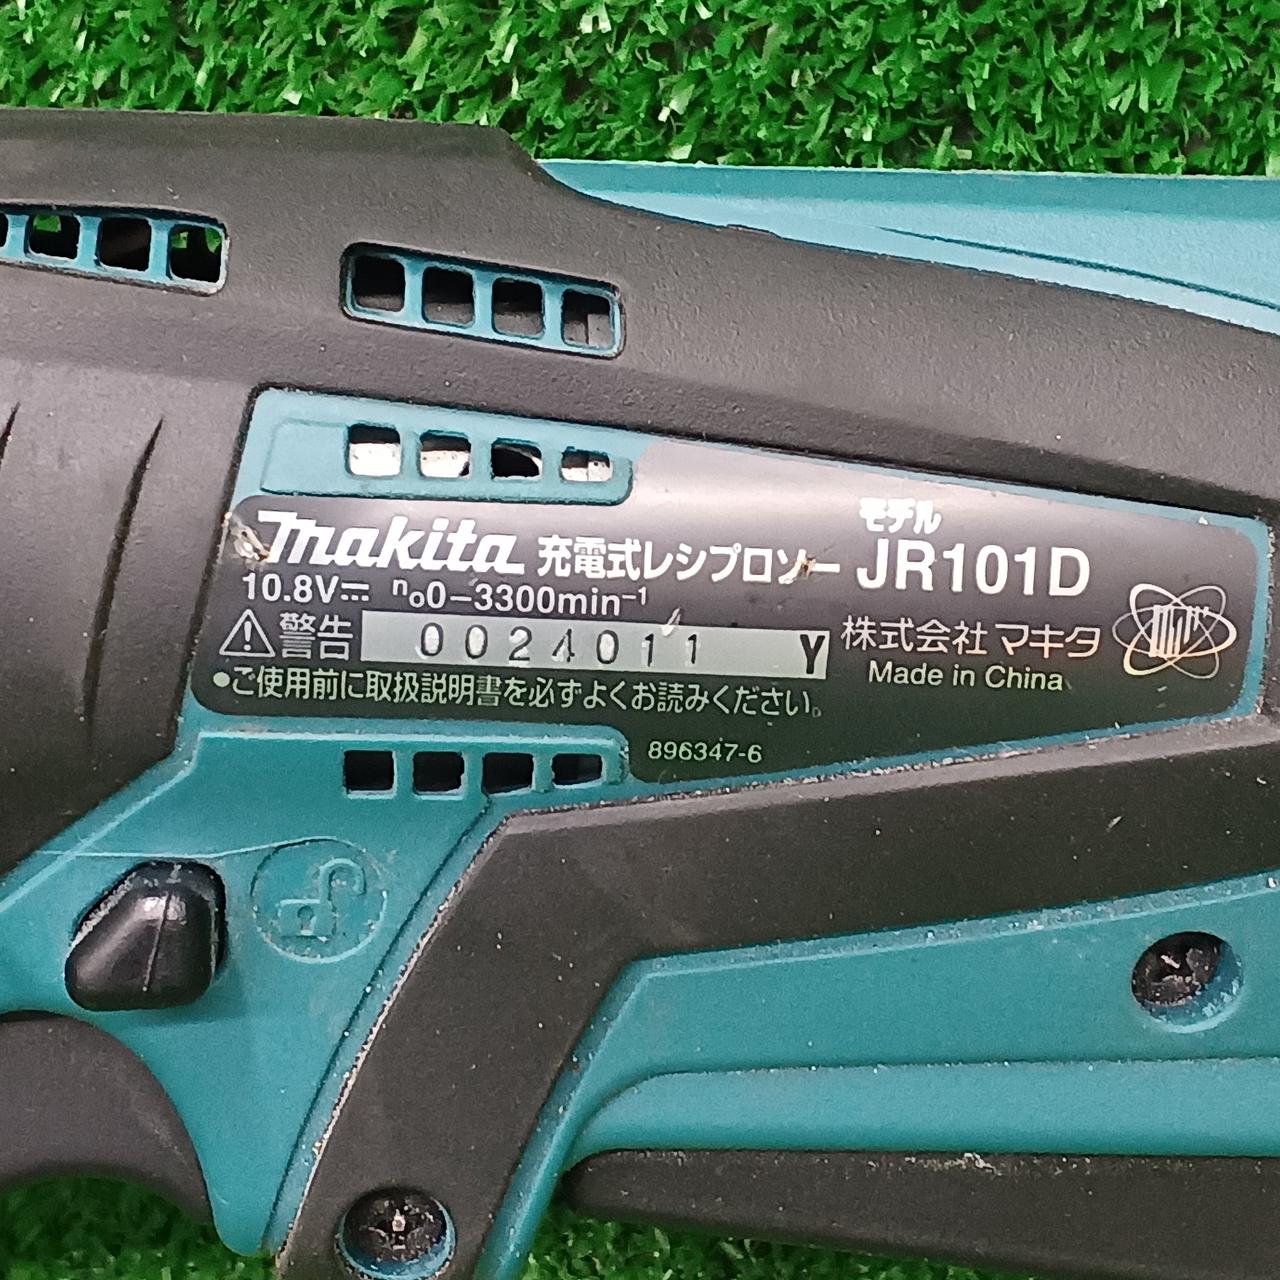 makita 充電式レシプロソー モデル JR101D
10.8V⎓ n₀0−3300min⁻¹
⚠警告 0024011 Y
株式会社マキタ
Made in China
●ご使用前に取扱説明書を必ずよくお読みください。
896347-6